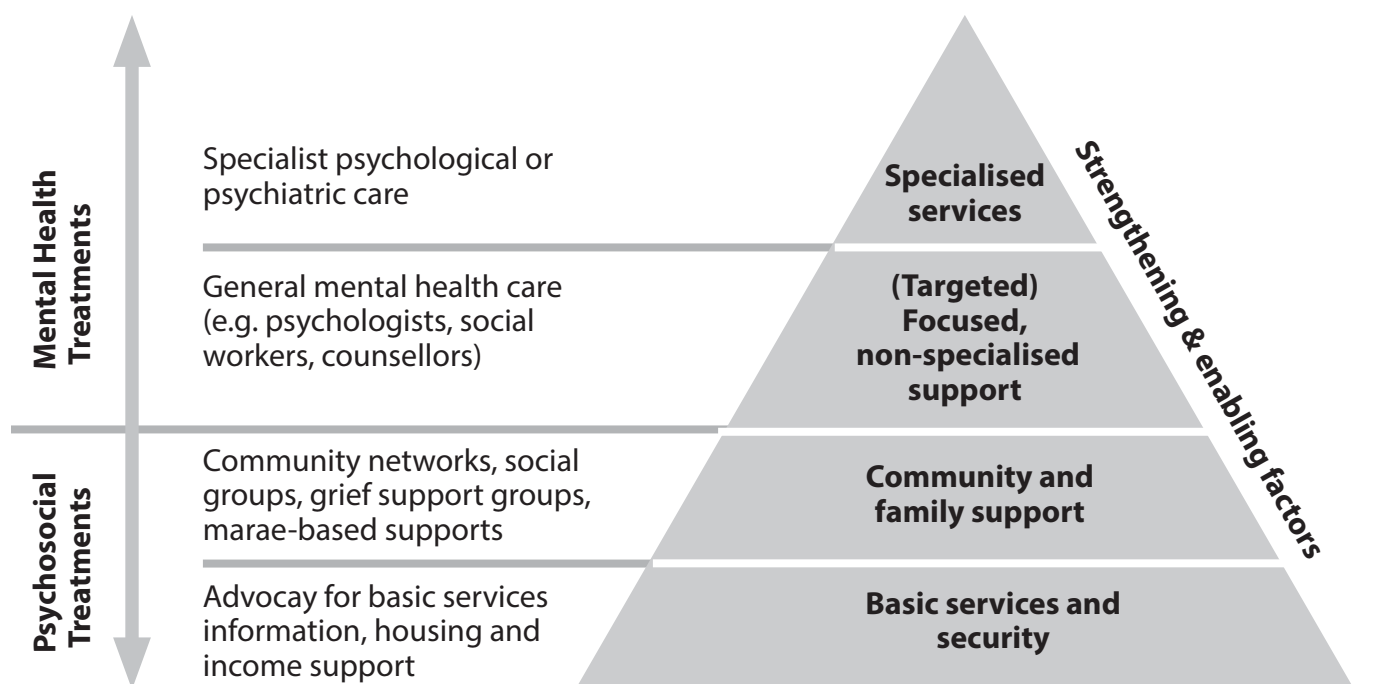 Mental Health
Treatments
Specialist psychological or
psychiatric care
Specialised
services
General mental health care
(e.g. psychologists, social
workers, counsellors)
(Targeted)
Focused,
non-specialised
support
Psychosocial
Treatments
Community networks, social
groups, grief support groups,
marae-based supports
Community and
family support
Advocay for basic services
information, housing and
income support
Basic services and
security
Strengthening & enabling factors